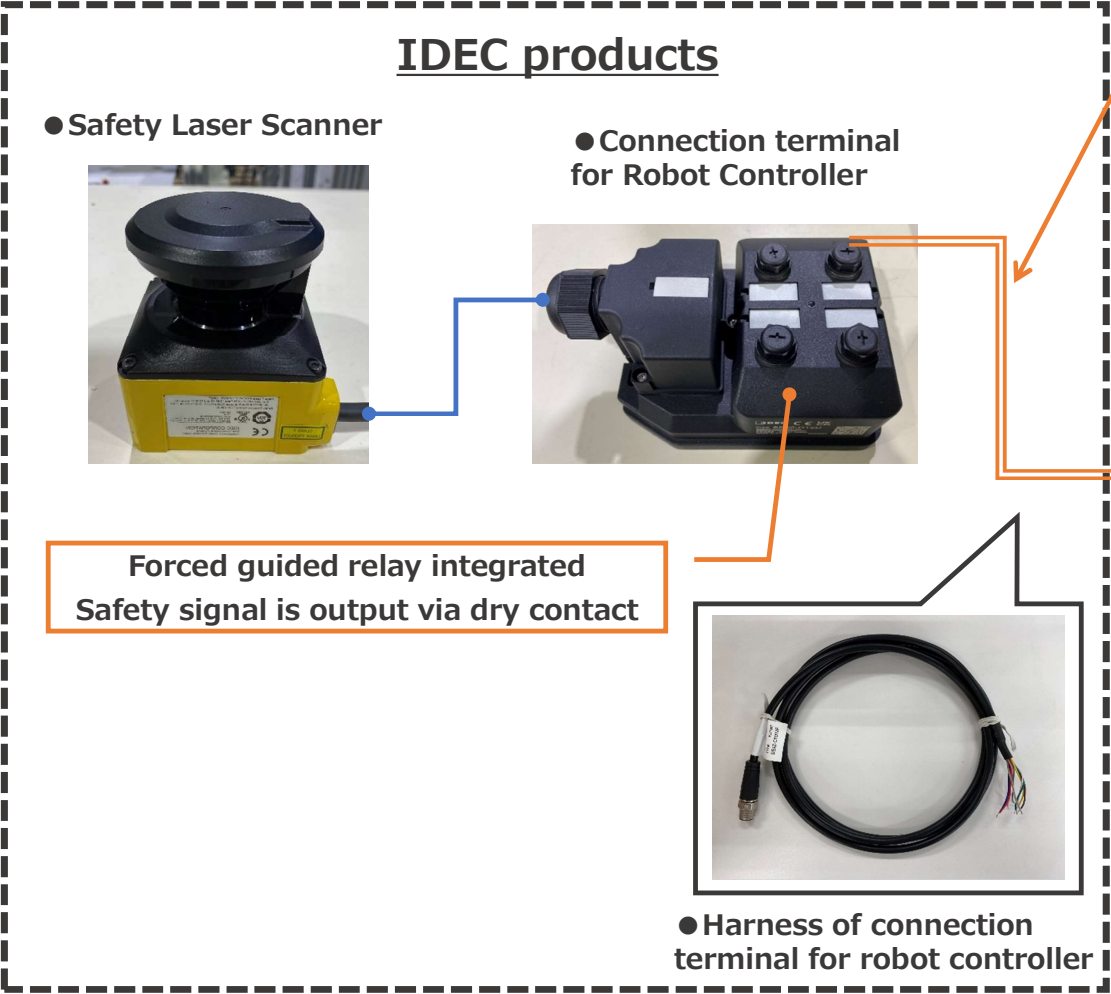 IDEC products
●Safety Laser Scanner
●Connection terminal
for Robot Controller
Forced guided relay integrated
Safety signal is output via dry contact
●Harness of connection
terminal for robot controller